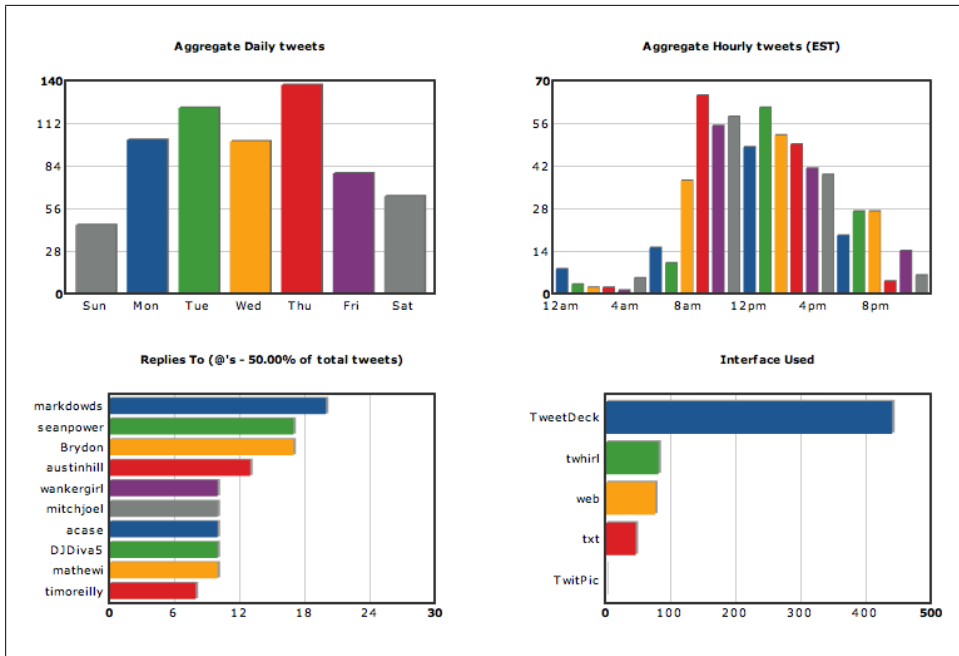 Aggregate Daily tweets
140
112
84
56
28
0
Sun Mon Tue Wed Thu Fri Sat
Aggregate Hourly tweets (EST)
70
56
42
28
14
0
12am 4am 8am 12pm 4pm 8pm
Replies To (@'s - 50.00% of total tweets)
markdowds
seanpower
Brydon
austinhill
wankergirl
mitchjoel
acase
DJDiva5
mathewi
timoreilly
0 6 12 18 24 30
Interface Used
TweetDeck
twhirl
web
txt
TwitPic
0 100 200 300 400 500